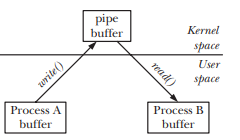 pipe
buffer
Kernel
space
User
space
write()
read()
Process A
buffer
Process B
buffer